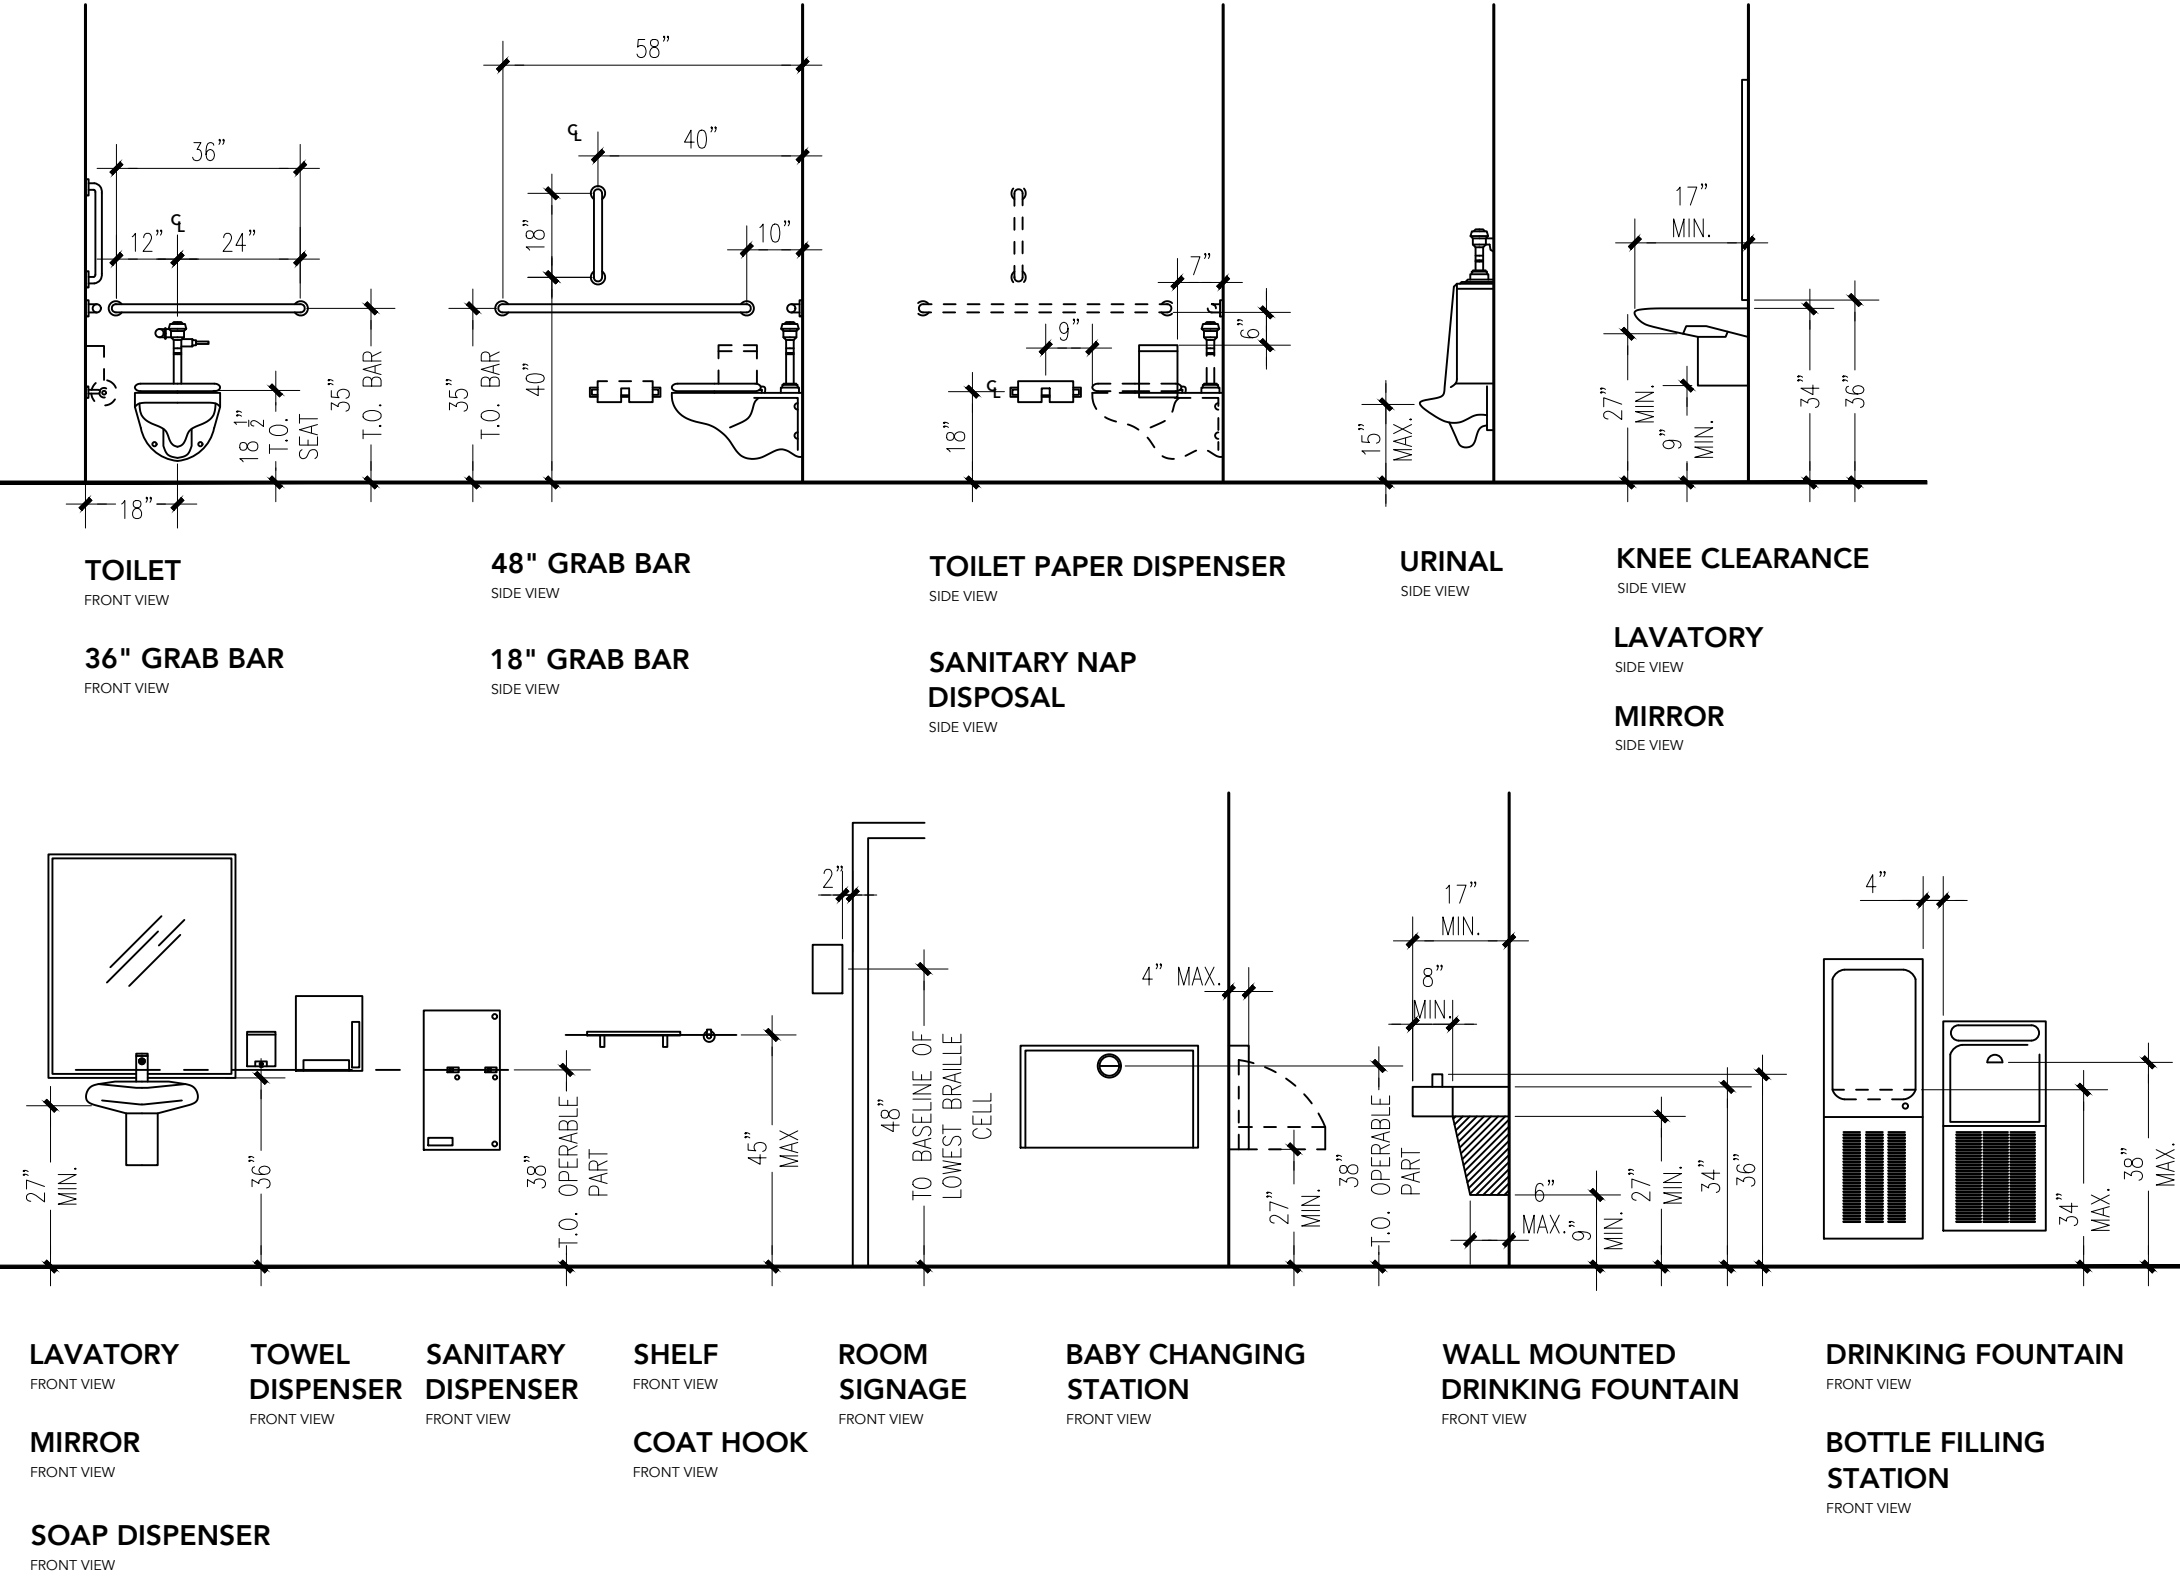 58”
℄
40”
36”
17”
MIN.
℄
12”
24”
18”
10”
7”
9”
6”
18 1/2”
T.O.
SEAT
35”
T.O. BAR
35”
T.O. BAR
40”
℄
18”
15”
MAX.
27”
MIN.
9”
MIN.
34”
36”
18”
TOILET
FRONT VIEW
36" GRAB BAR
FRONT VIEW
48" GRAB BAR
SIDE VIEW
18" GRAB BAR
SIDE VIEW
TOILET PAPER DISPENSER
SIDE VIEW
SANITARY NAP
DISPOSAL
SIDE VIEW
URINAL
SIDE VIEW
KNEE CLEARANCE
SIDE VIEW
LAVATORY
SIDE VIEW
MIRROR
SIDE VIEW
27”
MIN.
36”
38”
T.O. OPERABLE
PART
45”
MAX
2”
48”
TO BASELINE OF
LOWEST BRAILLE
CELL
4” MAX.
27”
MIN.
38”
T.O. OPERABLE
PART
17”
MIN.
8”
MIN.
6”
MAX.
9”
MIN.
27”
MIN.
34”
36”
4”
34”
MAX.
38”
MAX.
LAVATORY
FRONT VIEW
MIRROR
FRONT VIEW
SOAP DISPENSER
FRONT VIEW
TOWEL
DISPENSER
FRONT VIEW
SANITARY
DISPENSER
FRONT VIEW
SHELF
FRONT VIEW
COAT HOOK
FRONT VIEW
ROOM
SIGNAGE
FRONT VIEW
BABY CHANGING
STATION
FRONT VIEW
WALL MOUNTED
DRINKING FOUNTAIN
FRONT VIEW
DRINKING FOUNTAIN
FRONT VIEW
BOTTLE FILLING
STATION
FRONT VIEW